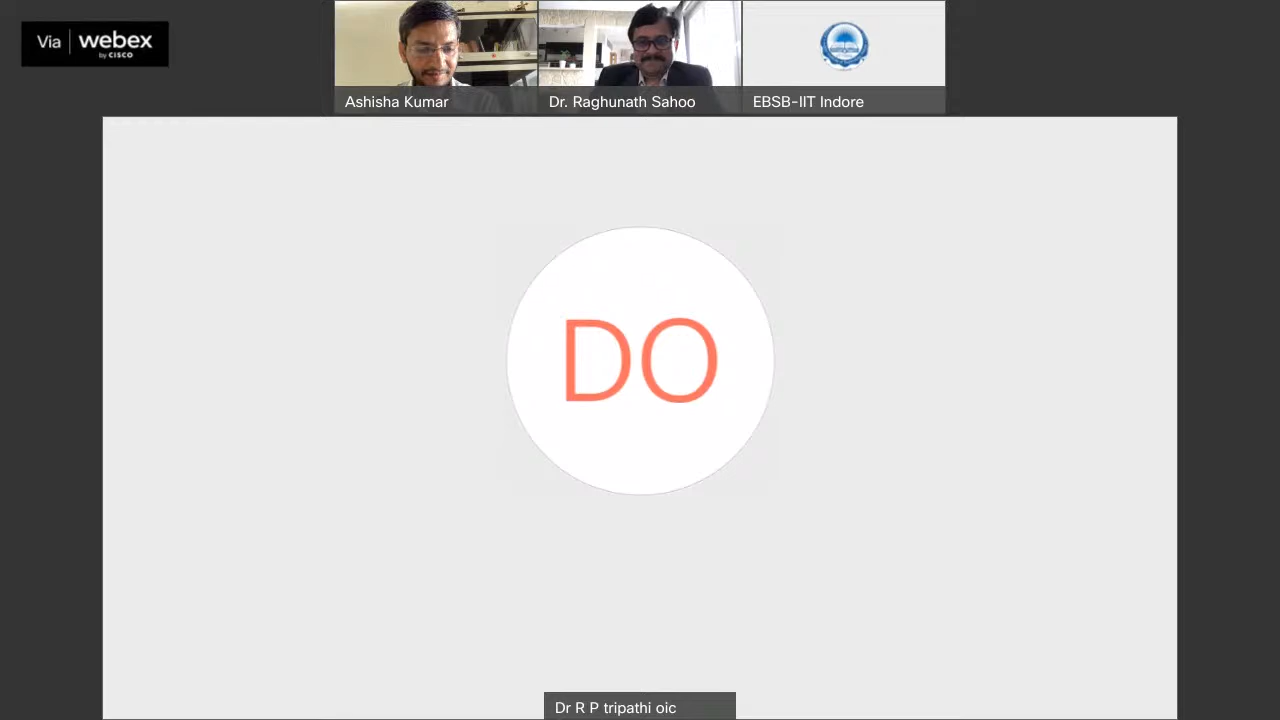 Via webex
by CISCO
Ashisha Kumar
Dr. Raghunath Sahoo
EBSB-IIT Indore
DO
Dr R P tripathi oic